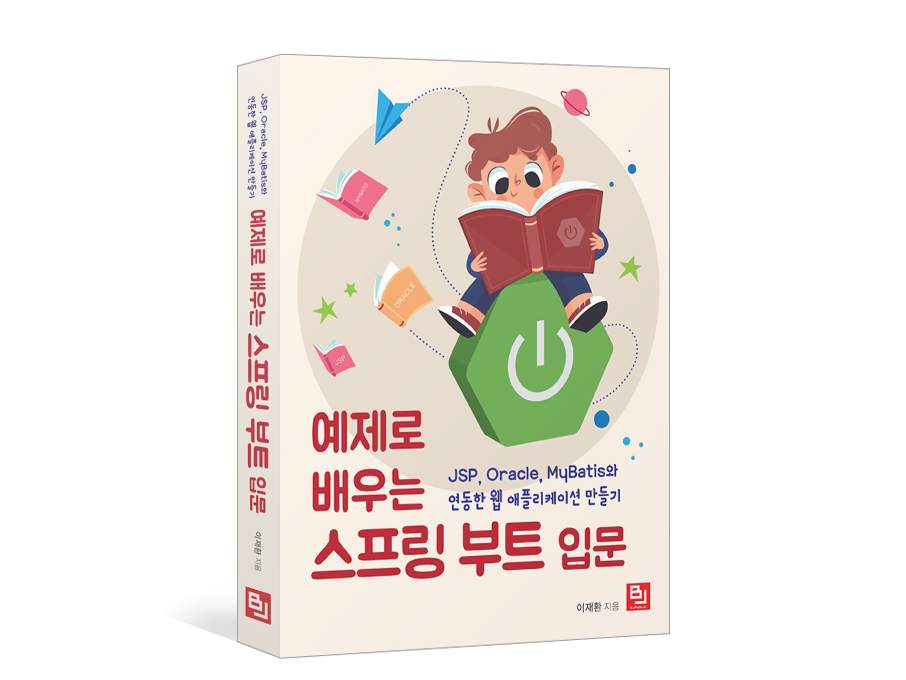 JSP, Oracle, MyBatis와
연동한 웹 애플리케이션 만들기
예제로 배우는 스프링 부트 입문
이재환 지음
BJ
MYBATIS
ORACLE
JSP
예제로
배우는
JSP, Oracle, MyBatis와
연동한 웹 애플리케이션 만들기
스프링 부트 입문
이재환 지음
BJ